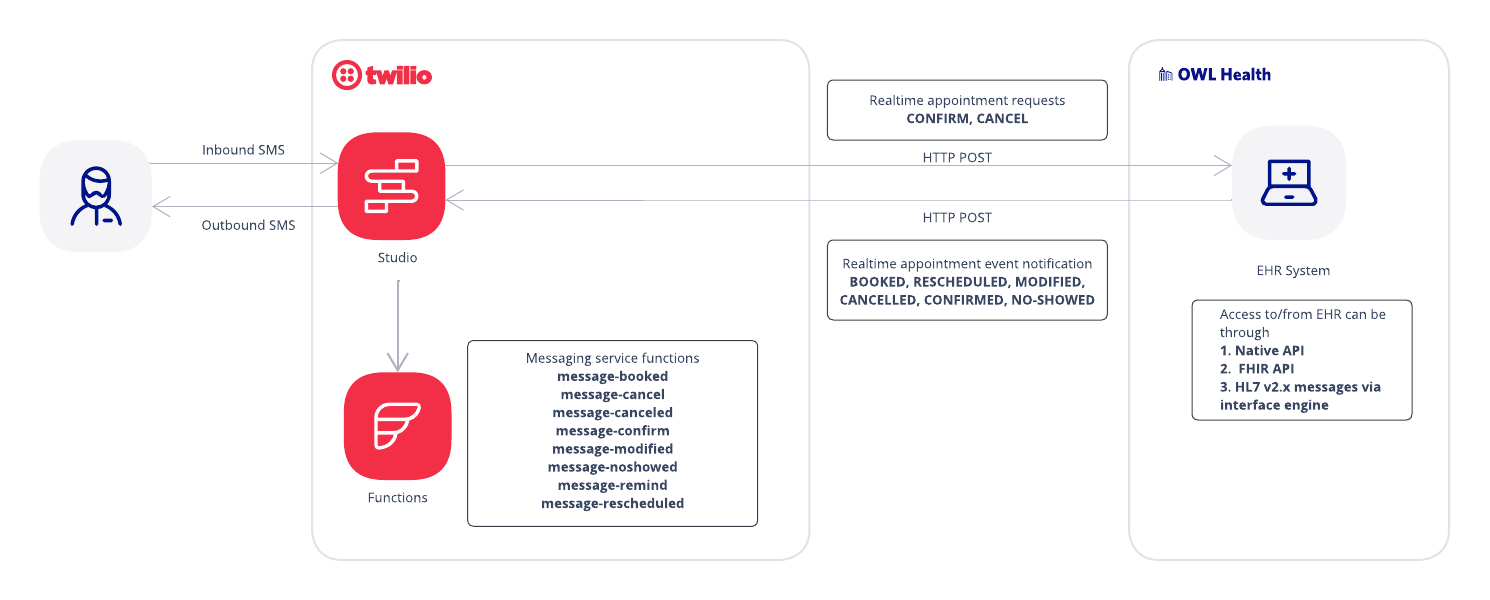 twilio
OWL Health
Realtime appointment requests
CONFIRM, CANCEL
Inbound SMS
HTTP POST
Outbound SMS
HTTP POST
Studio
Realtime appointment event notification
BOOKED, RESCHEDULED, MODIFIED,
CANCELLED, CONFIRMED, NO-SHOWED
EHR System
Access to/from EHR can be
through
1. Native API
2.  FHIR API
3. HL7 v2.x messages via
interface engine
Messaging service functions
message-booked
message-cancel
message-canceled
message-confirm
message-modified
message-noshowed
message-remind
message-rescheduled
Functions